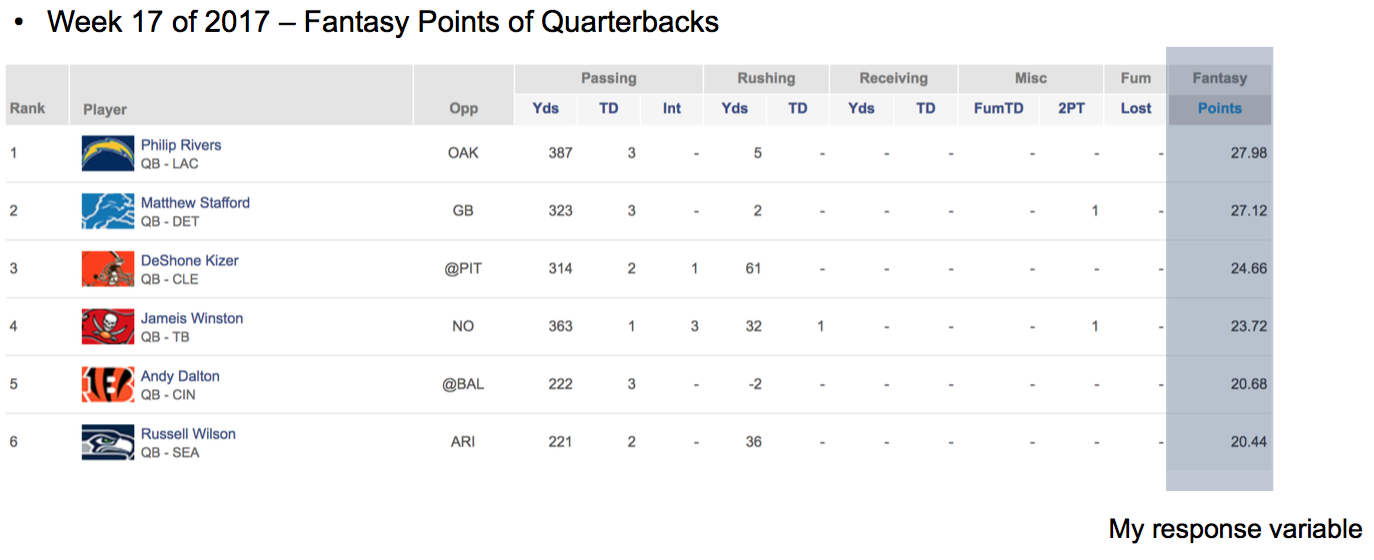 • Week 17 of 2017 – Fantasy Points of Quarterbacks
Passing Rushing Receiving Misc Fum Fantasy
Rank Player Opp Yds TD Int Yds TD Yds TD FumTD 2PT Lost Points
1 Philip Rivers OAK 387 3 - 5 - - - - - - 27.98
QB - LAC
2 Matthew Stafford GB 323 3 - 2 - - - - 1 - 27.12
QB - DET
3 DeShone Kizer @PIT 314 2 1 61 - - - - - - 24.66
QB - CLE
4 Jameis Winston NO 363 1 3 32 1 - - - 1 - 23.72
QB - TB
5 Andy Dalton @BAL 222 3 - -2 - - - - - - 20.68
QB - CIN
6 Russell Wilson ARI 221 2 - 36 - - - - - - 20.44
QB - SEA
My response variable